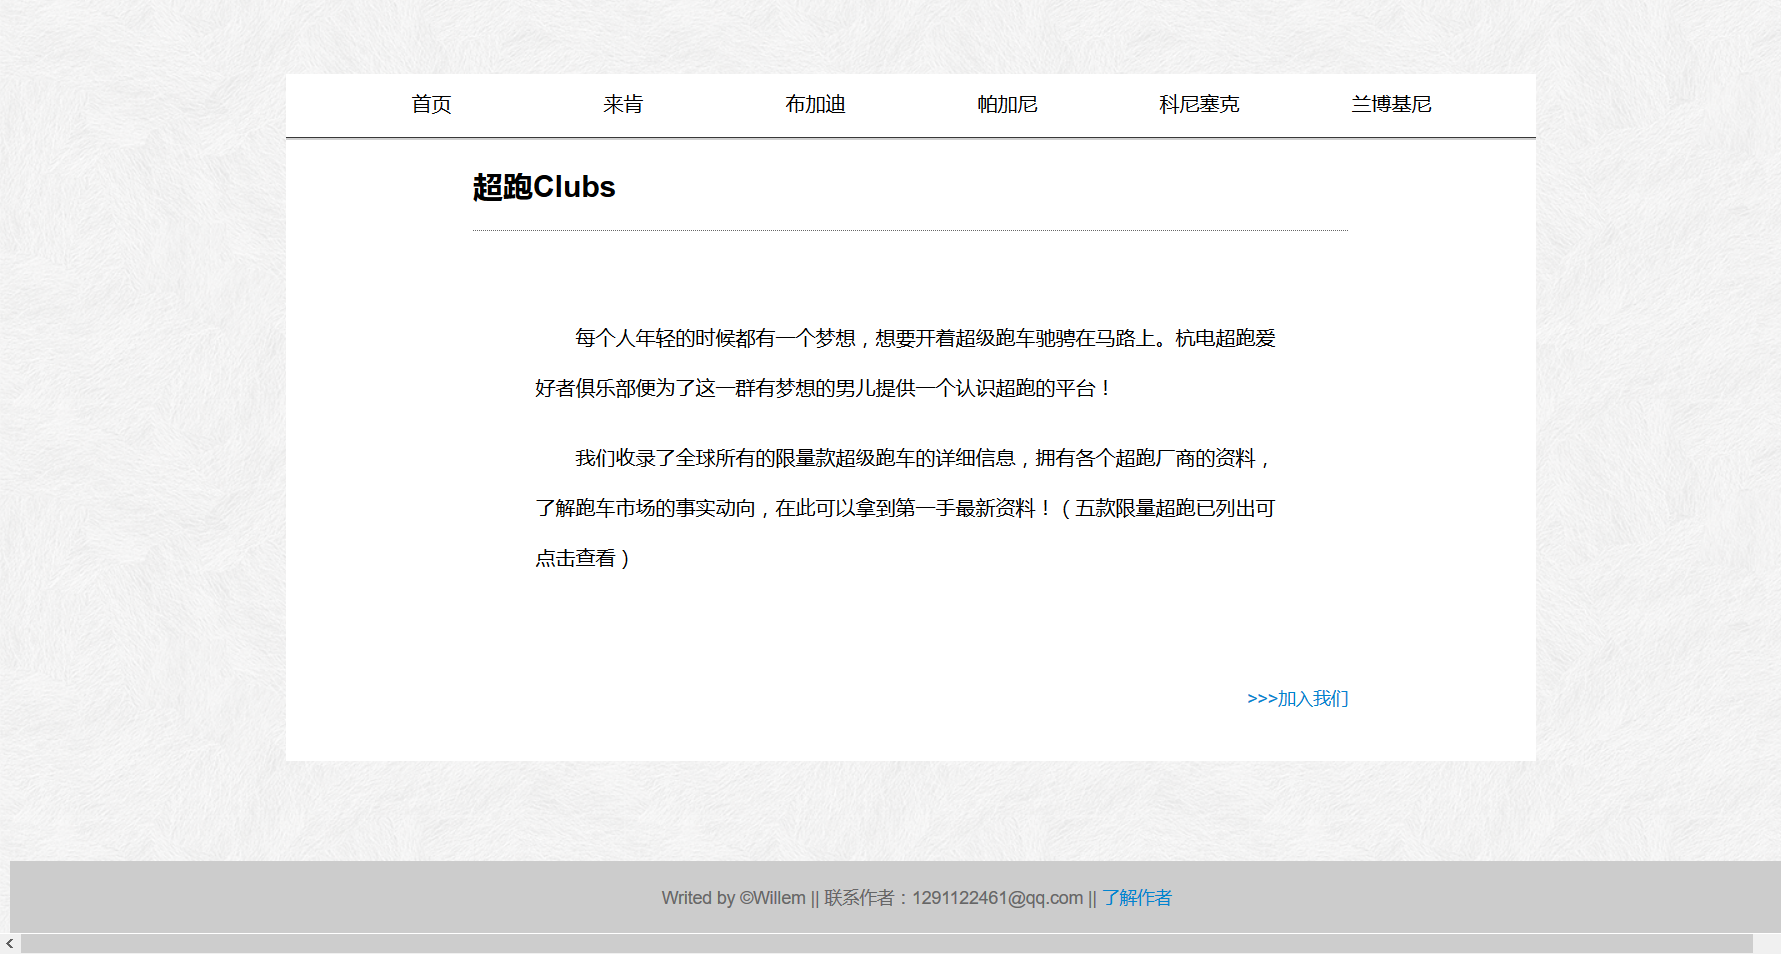 首页 来肯 布加迪 帕加尼 科尼塞克 兰博基尼
超跑Clubs
每个人年轻的时候都有一个梦想，想要开着超级跑车驰骋在马路上。杭电超跑爱
好者俱乐部便为了这一群有梦想的男儿提供一个认识超跑的平台！
我们收录了全球所有的限量款超级跑车的详细信息，拥有各个超跑厂商的资料，
了解跑车市场的事实动向，在此可以拿到第一手最新资料！（五款限量超跑已列出可
点击查看）
>>>加入我们
Writed by ©Willem || 联系作者：1291122461@qq.com || 了解作者